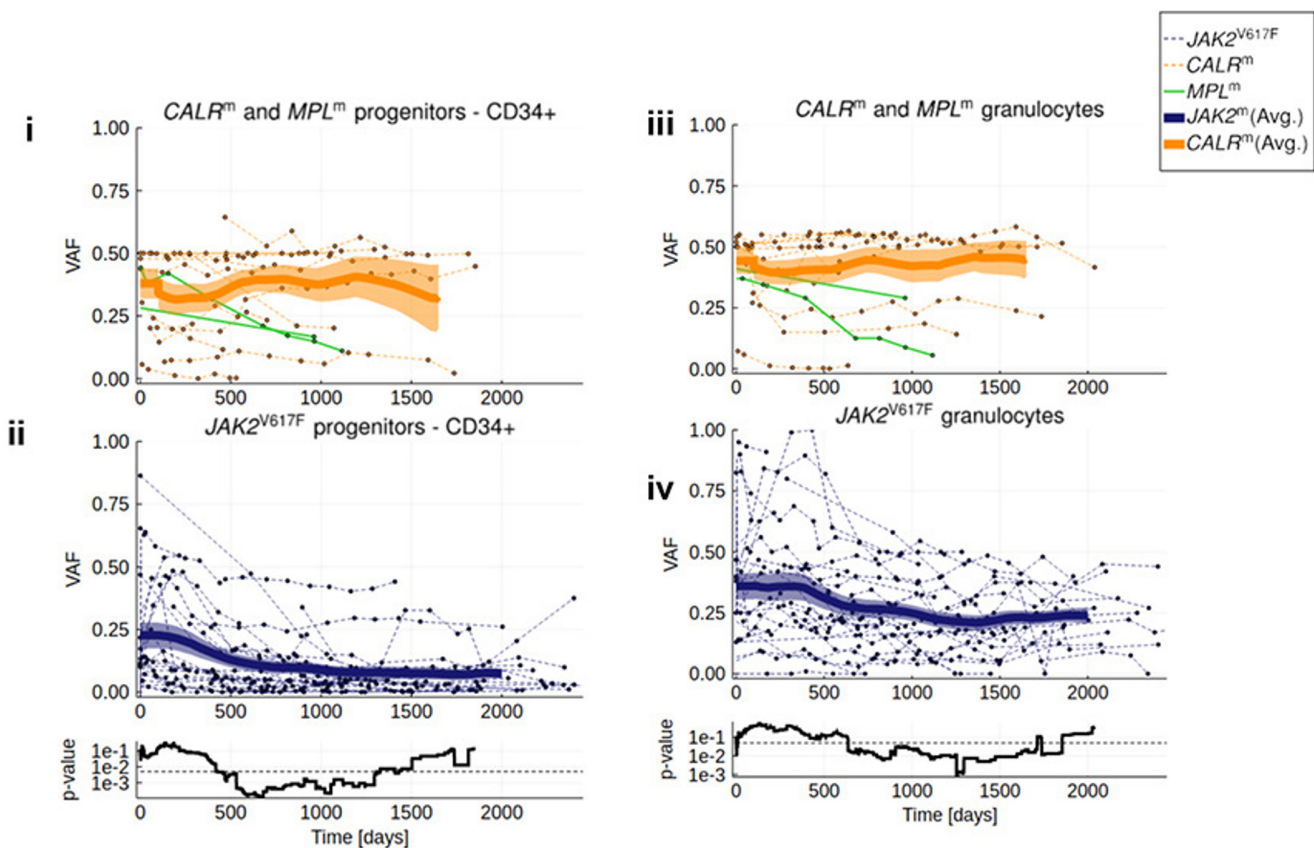 JAK2V617F
CALRm
MPLm
JAK2m(Avg.)
CALRm(Avg.)
i
CALRm and MPLm progenitors - CD34+
1.00
0.75
0.50
0.25
0.00
VAF
0 500 1000 1500 2000
iii
CALRm and MPLm granulocytes
1.00
0.75
0.50
0.25
0.00
VAF
0 500 1000 1500 2000
ii
JAK2V617F progenitors - CD34+
1.00
0.75
0.50
0.25
0.00
VAF
0 500 1000 1500 2000
1e-1
1e-2
1e-3
p-value
0 500 1000 1500 2000
Time [days]
iv
JAK2V617F granulocytes
1.00
0.75
0.50
0.25
0.00
VAF
0 500 1000 1500 2000
1e-1
1e-2
1e-3
p-value
0 500 1000 1500 2000
Time [days]